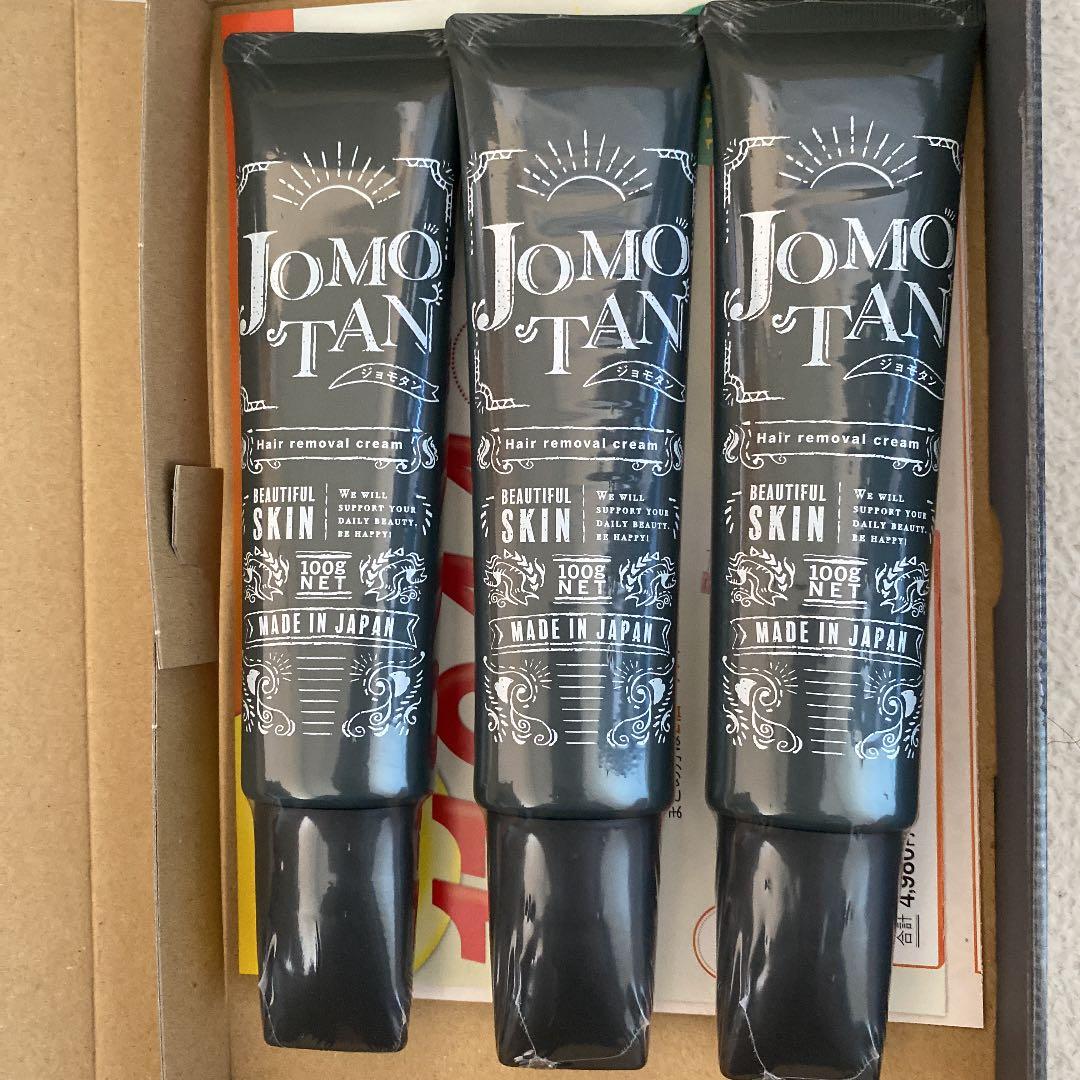 JOMO
TAN
ジョモタン
Hair removal cream
BEAUTIFUL
SKIN
WE WILL
SUPPORT YOUR
DAILY BEAUTY.
BE HAPPY!
100g
NET
MADE IN JAPAN
JOMO
TAN
ジョモタン
Hair removal cream
BEAUTIFUL
SKIN
WE WILL
SUPPORT YOUR
DAILY BEAUTY.
BE HAPPY!
100g
NET
MADE IN JAPAN
JOMO
TAN
ジョモタン
Hair removal cream
BEAUTIFUL
SKIN
WE WILL
SUPPORT YOUR
DAILY BEAUTY.
BE HAPPY!
100g
NET
MADE IN JAPAN
合計 4,980円